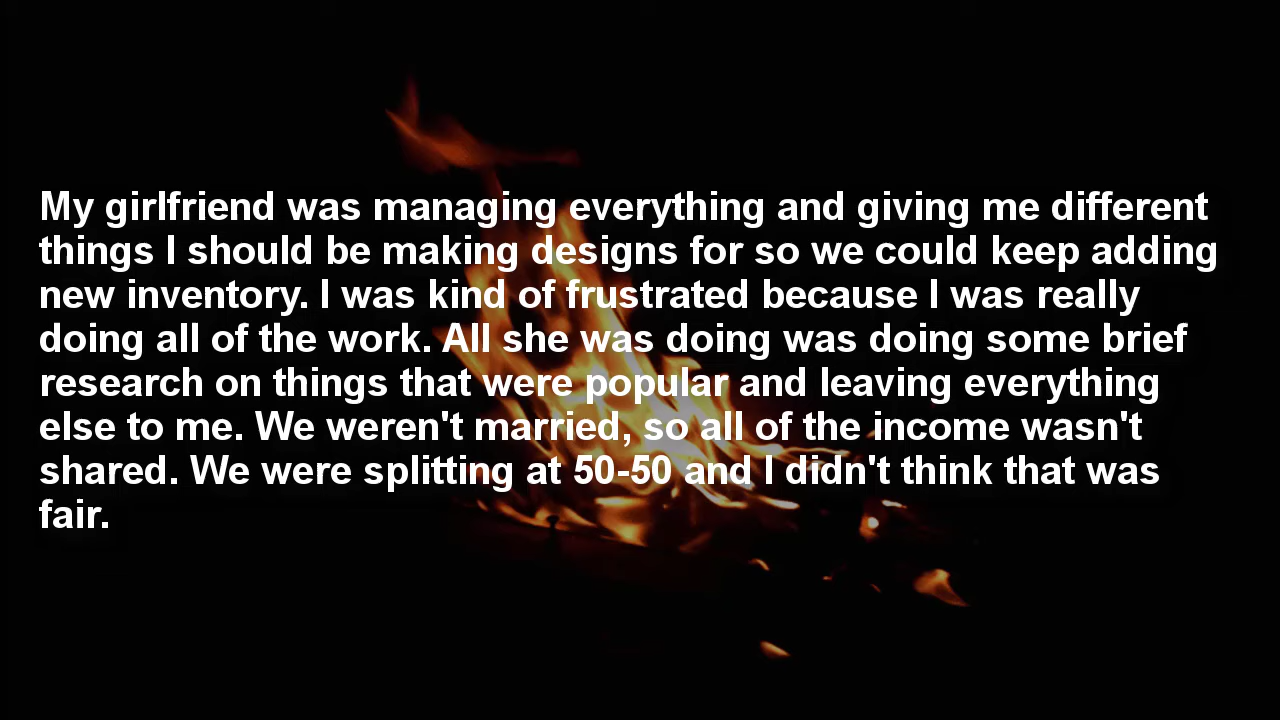 My girlfriend was managing everything and giving me different
things I should be making designs for so we could keep adding
new inventory. I was kind of frustrated because I was really
doing all of the work. All she was doing was doing some brief
research on things that were popular and leaving everything
else to me. We weren't married, so all of the income wasn't
shared. We were splitting at 50-50 and I didn't think that was
fair.